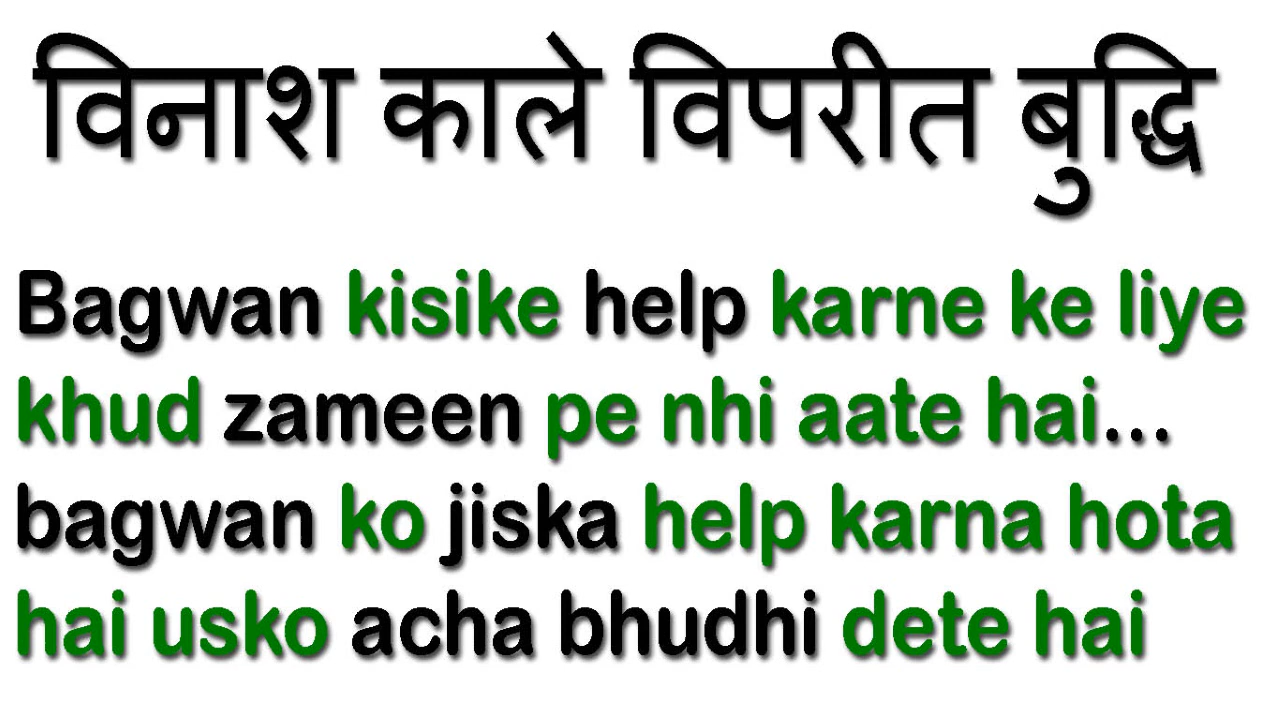 विनाश काले विपरीत बुद्धि
Bagwan kisike help karne ke liye
khud zameen pe nhi aate hai...
bagwan ko jiska help karna hota
hai usko acha bhudhi dete hai